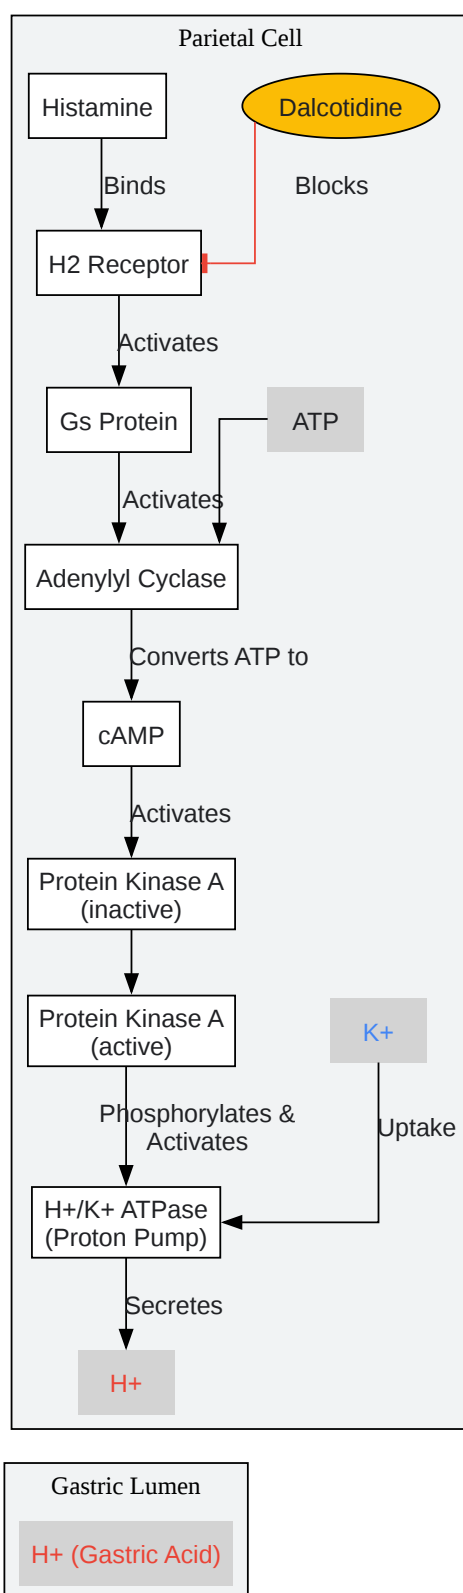 Parietal Cell
Histamine
Dalcotidine
Binds
Blocks
H2 Receptor
Activates
Gs Protein
ATP
Activates
Adenylyl Cyclase
Converts ATP to
cAMP
Activates
Protein Kinase A
(inactive)
Protein Kinase A
(active)
K+
Phosphorylates &
Activates
Uptake
H+/K+ ATPase
(Proton Pump)
Secretes
H+
Gastric Lumen
H+ (Gastric Acid)